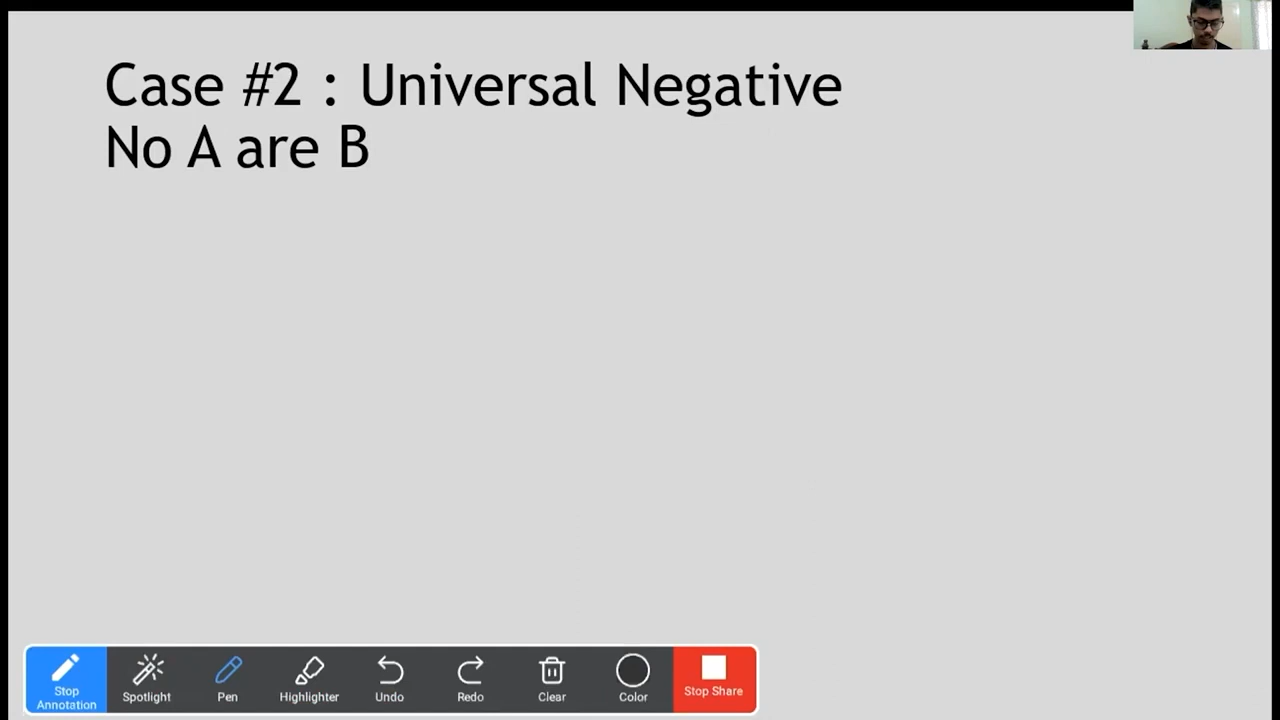 Case #2 : Universal Negative
No A are B
Stop Annotation
Spotlight
Pen
Highlighter
Undo
Redo
Clear
Color
Stop Share